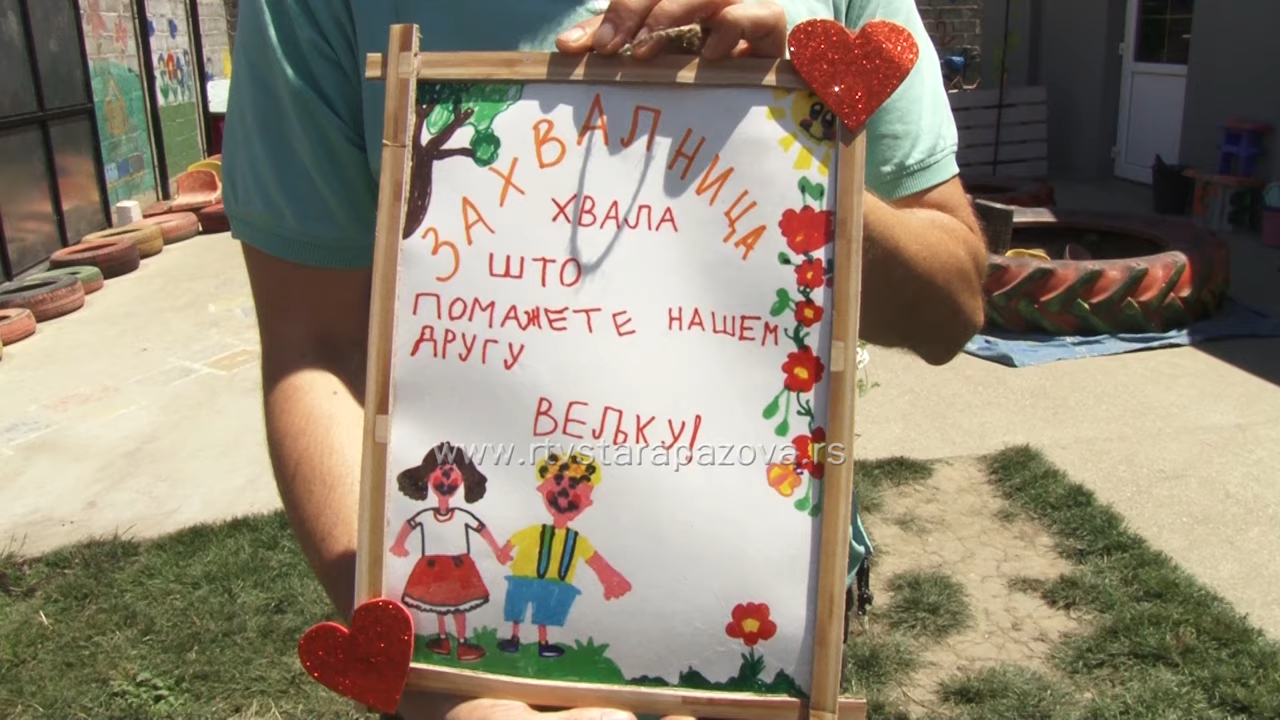 ЗАХВАЛНИЦА
ХВАЛА
ШТО
ПОМАЖЕТЕ НАШЕМ
ДРУГУ
ВЕЉКУ!
www.rtvstarapazova.rs